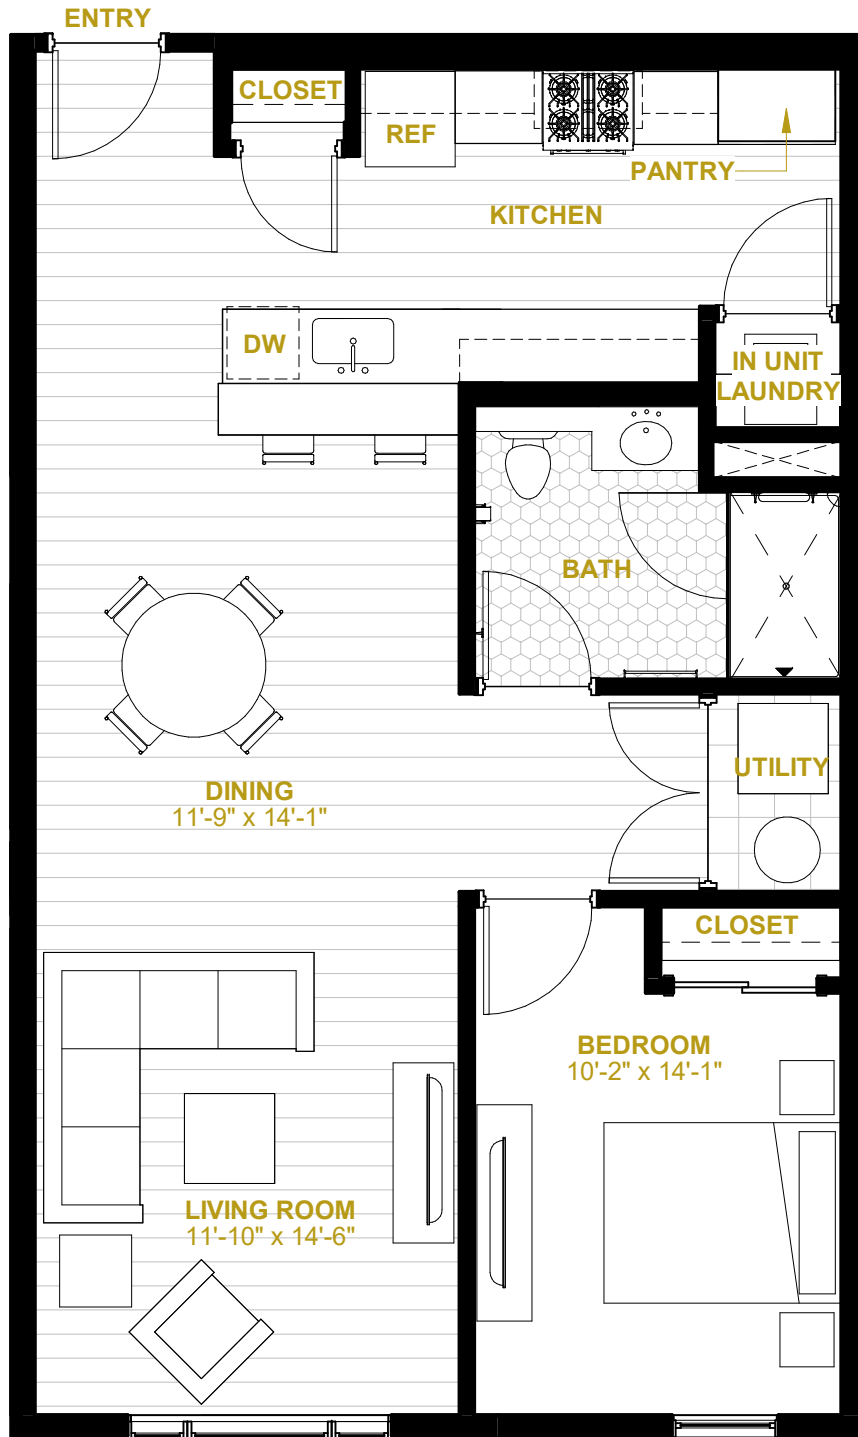 ENTRY
CLOSET
REF
PANTRY
KITCHEN
DW
IN UNIT
LAUNDRY
BATH
UTILITY
DINING
11'-9" x 14'-1"
CLOSET
BEDROOM
10'-2" x 14'-1"
LIVING ROOM
11'-10" x 14'-6"